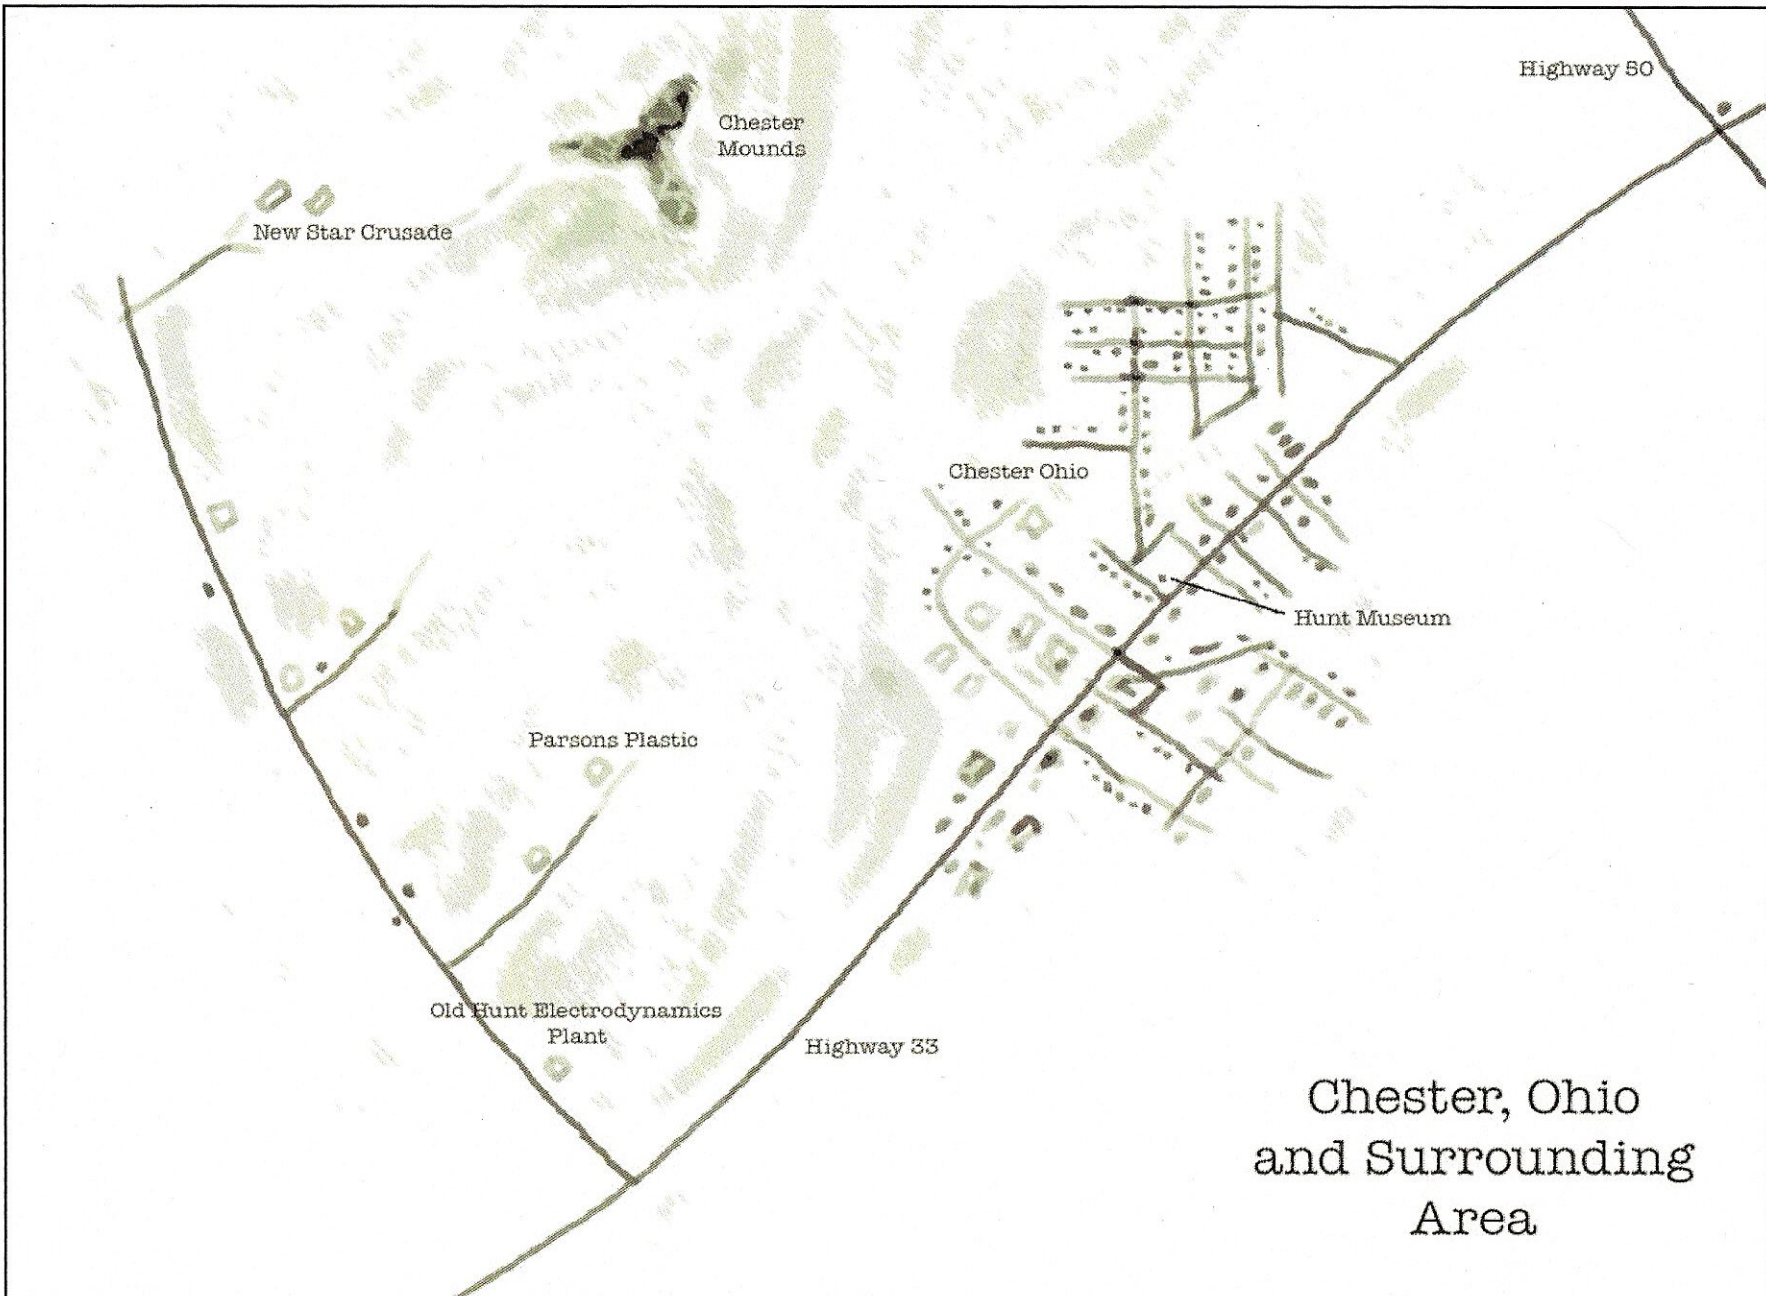 Highway 50
Chester
Mounds
New Star Crusade
Chester Ohio
Hunt Museum
Parsons Plastic
Old Hunt Electrodynamics
Plant
Highway 33
Chester, Ohio
and Surrounding
Area